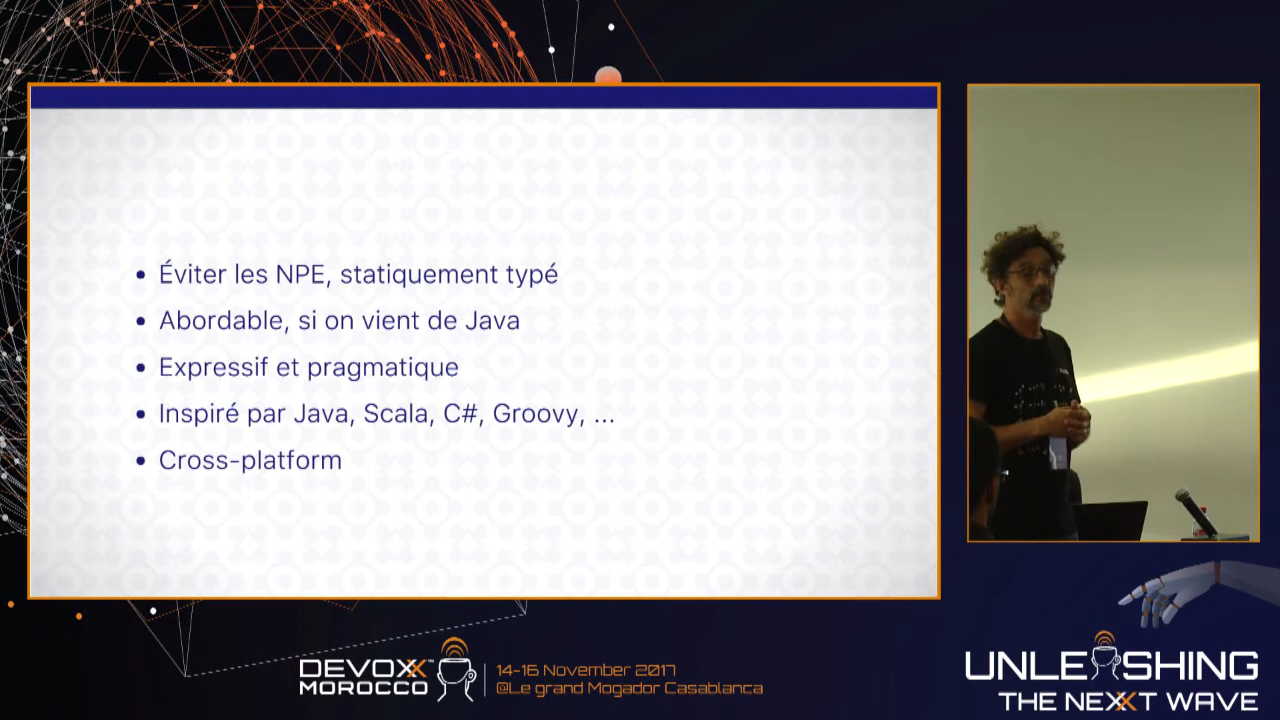 Éviter les NPE, statiquement typé
Abordable, si on vient de Java
Expressif et pragmatique
Inspiré par Java, Scala, C#, Groovy, ...
Cross-platform
DEVOXX™
MOROCCO
14-16 November 2017
@Le grand Mogador Casablanca
UNLEASHING
THE NEXXT WAVE